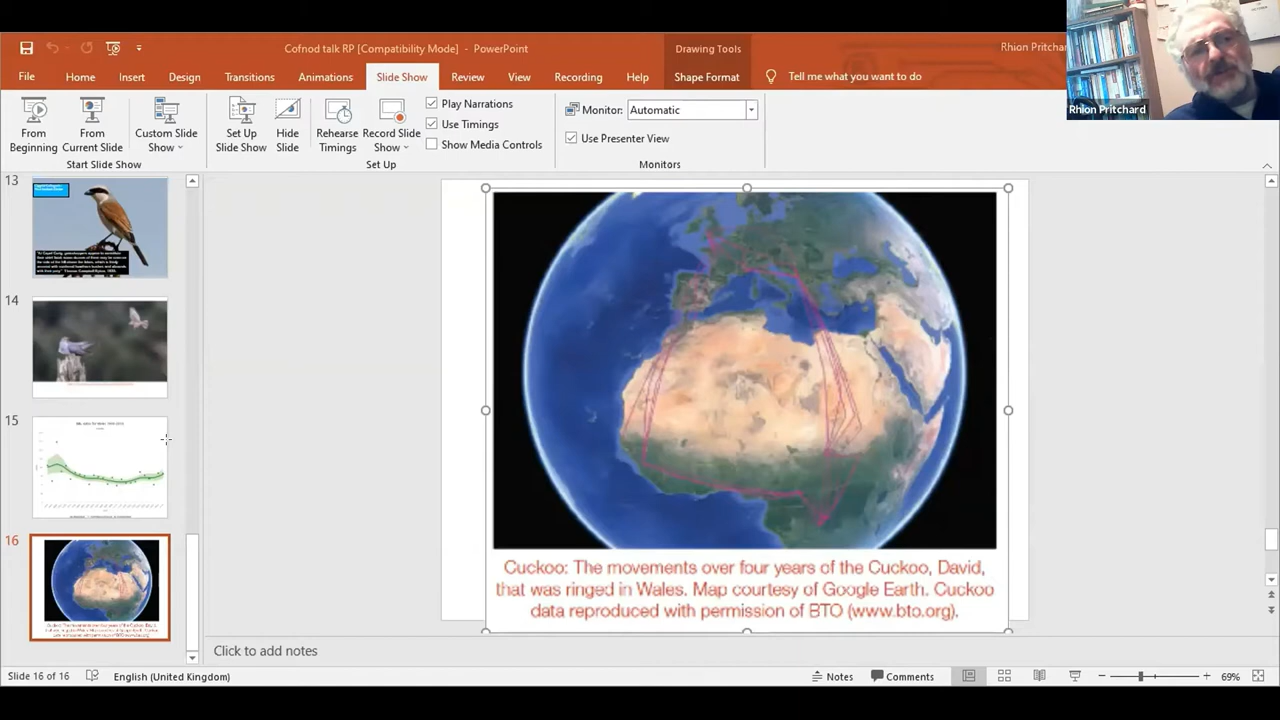 Cofnod talk RP [Compatibility Mode] - PowerPoint
Drawing Tools
Rhion Pritchard
File Home Insert Design Transitions Animations Slide Show Review View Recording Help Shape Format Tell me what you want to do
From Beginning
From Current Slide
Custom Slide Show
Set Up Slide Show
Hide Slide
Rehearse Timings
Record Slide Show
Play Narrations
Use Timings
Show Media Controls
Monitor: Automatic
Use Presenter View
Start Slide Show
Set Up
Monitors
13
14
15
16
Cuckoo: The movements over four years of the Cuckoo, David,
that was ringed in Wales. Map courtesy of Google Earth. Cuckoo
data reproduced with permission of BTO (www.bto.org).
Click to add notes
Slide 16 of 16
English (United Kingdom)
Notes
Comments
69%